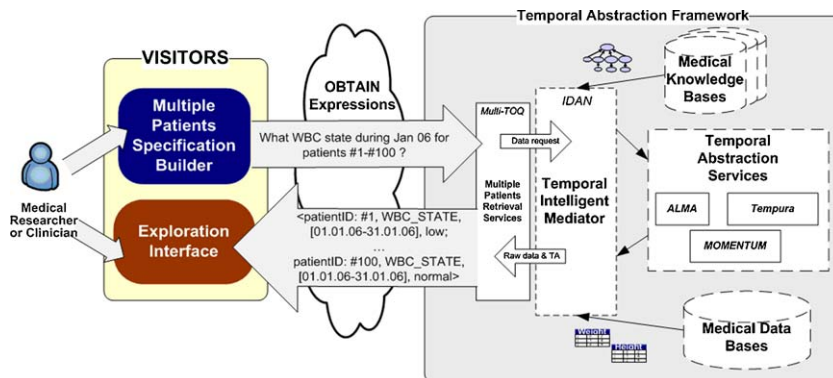 Temporal Abstraction Framework
VISITORS
Multiple
Patients
Specification
Builder
Exploration
Interface
Medical
Researcher
or Clinician
OBTAIN
Expressions
What WBC state during Jan 06 for
patients #1-#100 ?
<patientID: #1, WBC_STATE,
[01.01.06-31.01.06], low;
...
patientID: #100, WBC_STATE,
[01.01.06-31.01.06], normal>
Multi-TOQ
Multiple
Patients
Retrieval
Services
Data request
Raw data & TA
IDAN
Temporal
Intelligent
Mediator
Medical
Knowledge
Bases
Temporal
Abstraction
Services
ALMA
Tempura
MOMENTUM
Medical Data
Bases
Weight
Height